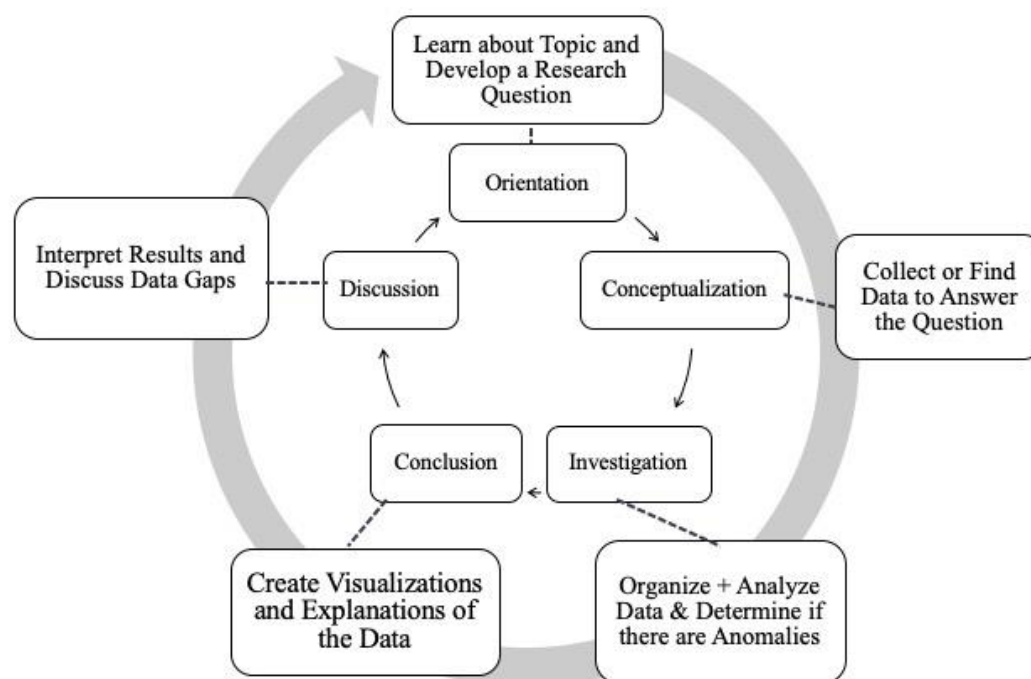 Learn about Topic and
Develop a Research
Question
Orientation
Conceptualization
Collect or Find
Data to Answer
the Question
Investigation
Organize + Analyze
Data & Determine if
there are Anomalies
Conclusion
Create Visualizations
and Explanations of
the Data
Discussion
Interpret Results and
Discuss Data Gaps